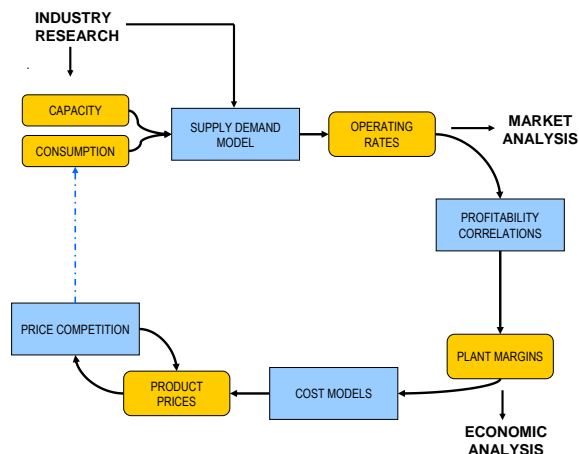 INDUSTRY
RESEARCH
CAPACITY
CONSUMPTION
SUPPLY DEMAND
MODEL
OPERATING
RATES
MARKET
ANALYSIS
PROFITABILITY
CORRELATIONS
PRICE COMPETITION
PLANT MARGINS
PRODUCT
PRICES
COST MODELS
ECONOMIC
ANALYSIS